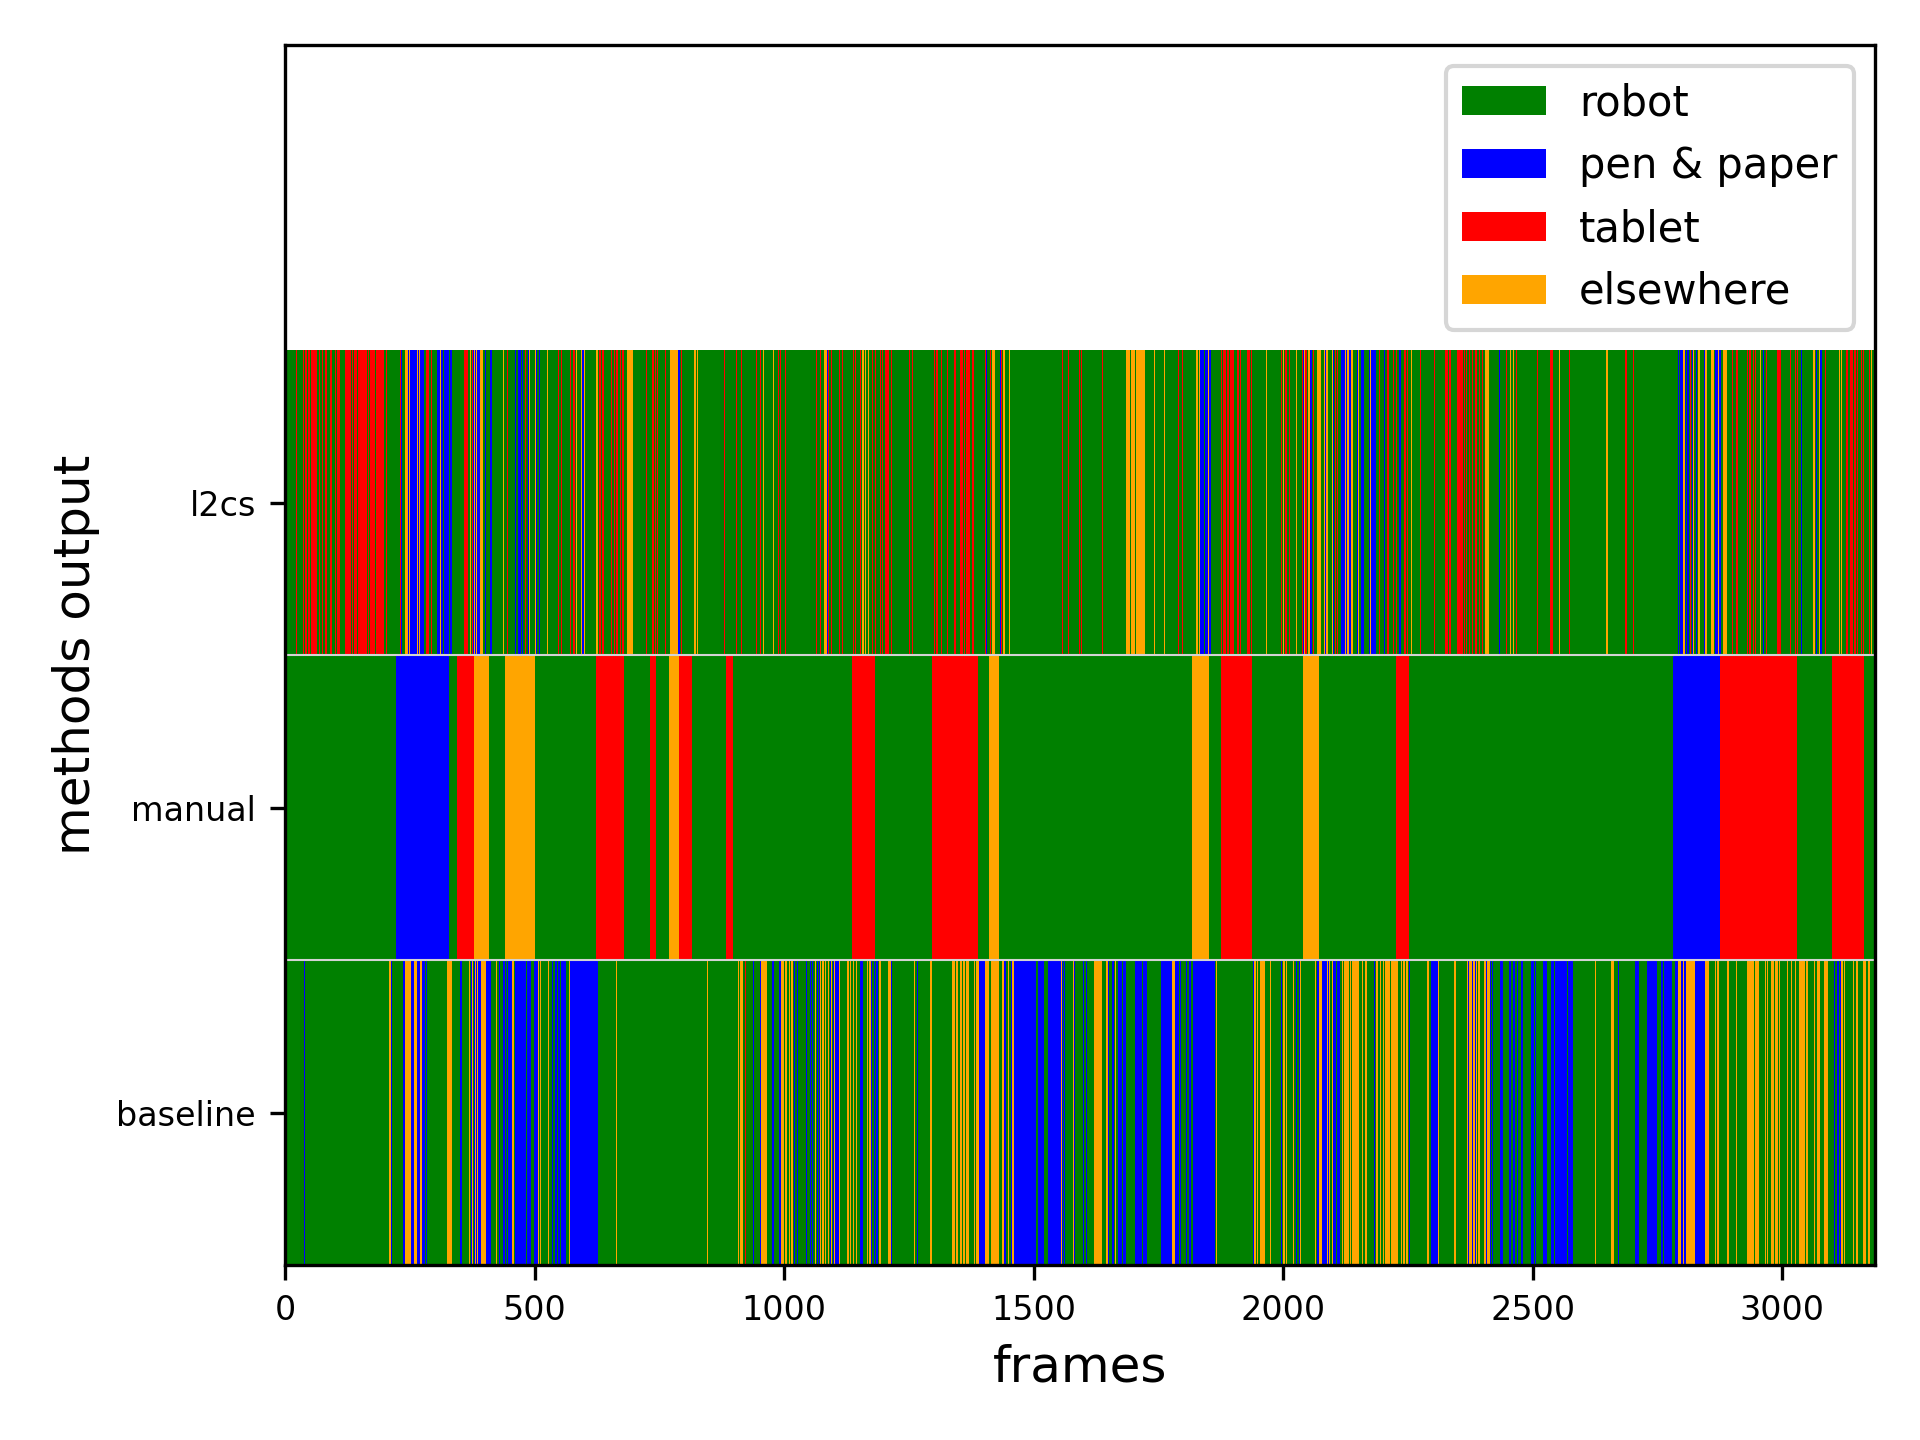 robot
pen & paper
tablet
elsewhere
methods output
l2cs
manual
baseline
0 500 1000 1500 2000 2500 3000
frames